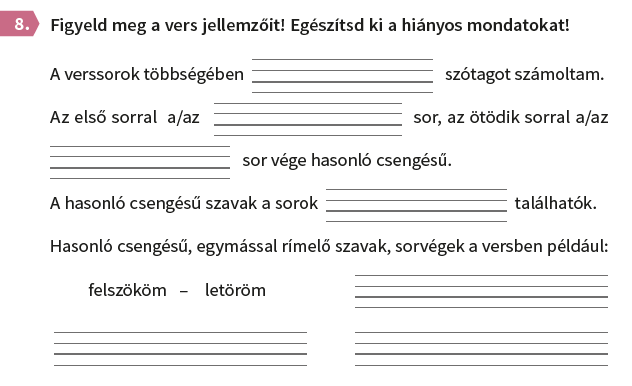 8. Figyeld meg a vers jellemzőit! Egészítsd ki a hiányos mondatokat!
A verssorok többségében szótagot számoltam.
Az első sorral a/az sor, az ötödik sorral a/az
sor vége hasonló csengésű.
A hasonló csengésű szavak a sorok találhatók.
Hasonló csengésű, egymással rímelő szavak, sorvégek a versben például:
felszököm – letöröm